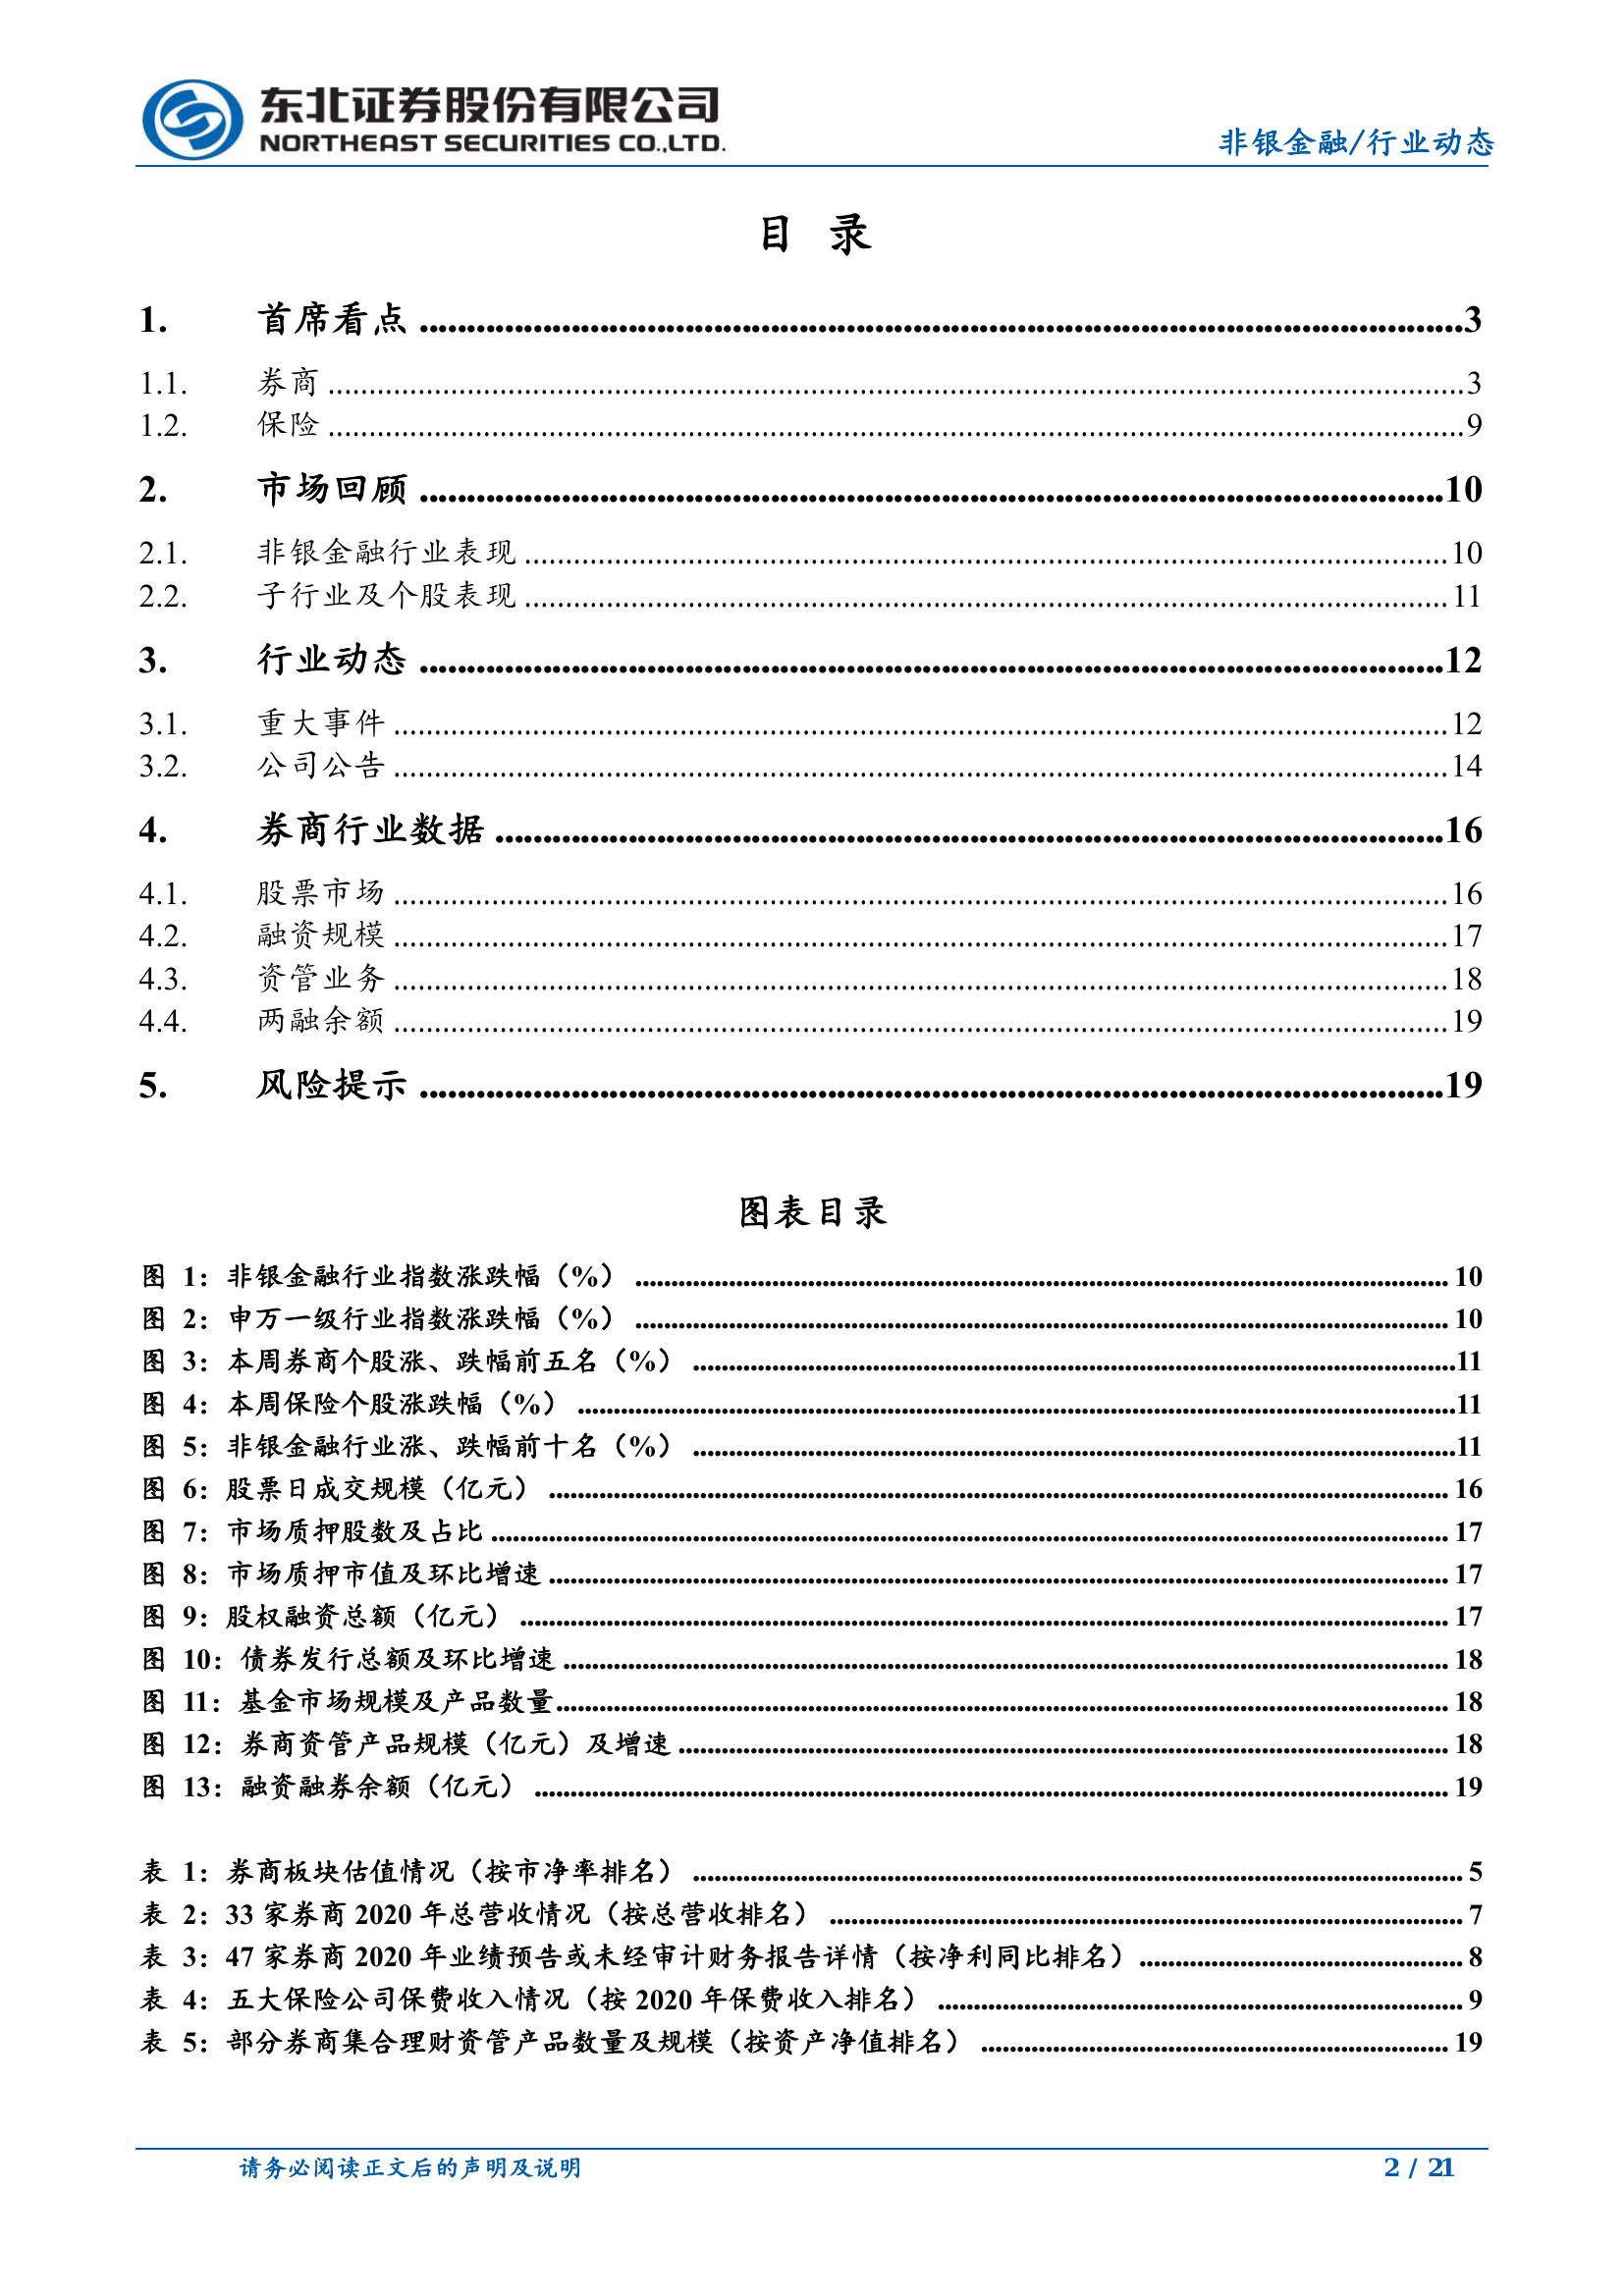 东北证券股份有限公司
NORTHEAST SECURITIES CO.,LTD.
非银金融/行业动态
目 录
1. 首席看点 ........ 3
1.1. 券商 ........ 3
1.2. 保险 ........ 9
2. 市场回顾 ........ 10
2.1. 非银金融行业表现 ........ 10
2.2. 子行业及个股表现 ........ 11
3. 行业动态 ........ 12
3.1. 重大事件 ........ 12
3.2. 公司公告 ........ 14
4. 券商行业数据 ........ 16
4.1. 股票市场 ........ 16
4.2. 融资规模 ........ 17
4.3. 资管业务 ........ 18
4.4. 两融余额 ........ 19
5. 风险提示 ........ 19
图表目录
图 1：非银金融行业指数涨跌幅（%） ........ 10
图 2：申万一级行业指数涨跌幅（%） ........ 10
图 3：本周券商个股涨、跌幅前五名（%） ........ 11
图 4：本周保险个股涨跌幅（%） ........ 11
图 5：非银金融行业涨、跌幅前十名（%） ........ 11
图 6：股票日成交规模（亿元） ........ 16
图 7：市场质押股数及占比 ........ 17
图 8：市场质押市值及环比增速 ........ 17
图 9：股权融资总额（亿元） ........ 17
图 10：债券发行总额及环比增速 ........ 18
图 11：基金市场规模及产品数量 ........ 18
图 12：券商资管产品规模（亿元）及增速 ........ 18
图 13：融资融券余额（亿元） ........ 19
表 1：券商板块估值情况（按市净率排名） ........ 5
表 2：33 家券商 2020 年总营收情况（按总营收排名） ........ 7
表 3：47 家券商 2020 年业绩预告或未经审计财务报告详情（按净利同比排名） ........ 8
表 4：五大保险公司保费收入情况（按 2020 年保费收入排名） ........ 9
表 5：部分券商集合理财资管产品数量及规模（按资产净值排名） ........ 19
请务必阅读正文后的声明及说明 2 / 21